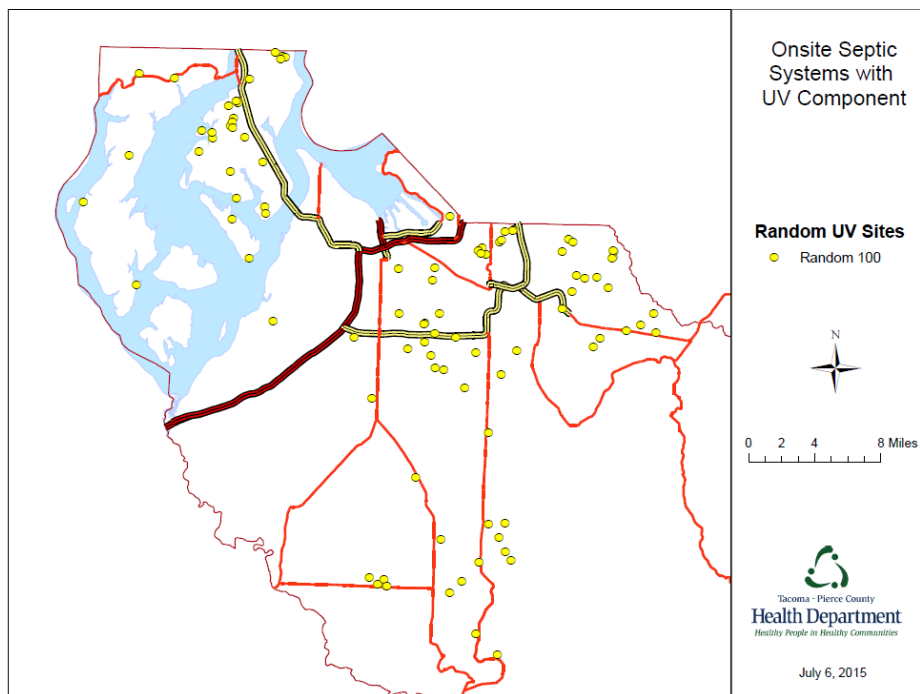 Onsite Septic
Systems with
UV Component
Random UV Sites
Random 100
N
0 2 4 8 Miles
Tacoma - Pierce County
Health Department
Healthy People in Healthy Communities
July 6, 2015